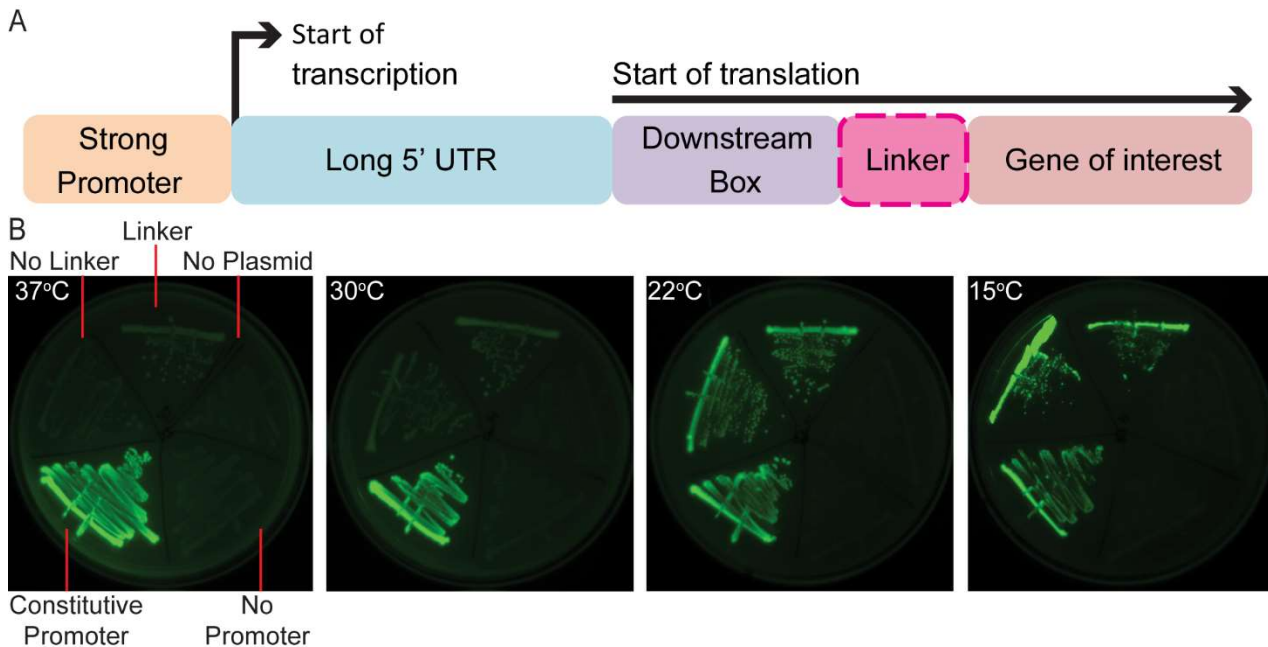 A
Start of
transcription
Start of translation
Strong
Promoter
Long 5’ UTR
Downstream
Box
Linker
Gene of interest
B
Linker
No Linker
No Plasmid
37°C
30°C
22°C
15°C
Constitutive
Promoter
No
Promoter